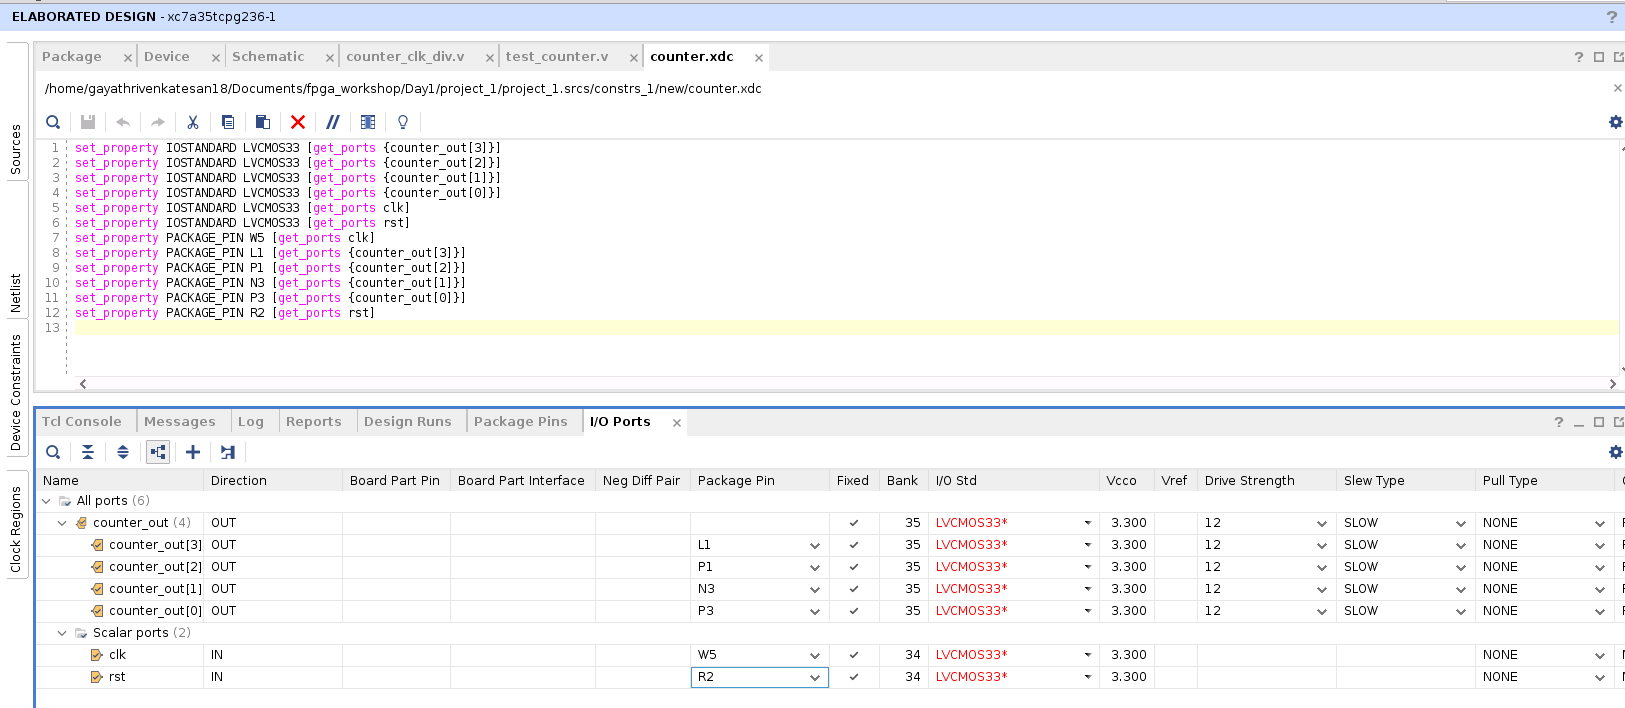 ELABORATED DESIGN - xc7a35tcpg236-1 ?
Package × Device × Schematic × counter_clk_div.v × test_counter.v × counter.xdc × ?
/home/gayathrivenkatesan18/Documents/fpga_workshop/Day1/project_1/project_1.srcs/constrs_1/new/counter.xdc ×
1 set_property IOSTANDARD LVCMOS33 [get_ports {counter_out[3]}]
2 set_property IOSTANDARD LVCMOS33 [get_ports {counter_out[2]}]
3 set_property IOSTANDARD LVCMOS33 [get_ports {counter_out[1]}]
4 set_property IOSTANDARD LVCMOS33 [get_ports {counter_out[0]}]
5 set_property IOSTANDARD LVCMOS33 [get_ports clk]
6 set_property IOSTANDARD LVCMOS33 [get_ports rst]
7 set_property PACKAGE_PIN W5 [get_ports clk]
8 set_property PACKAGE_PIN L1 [get_ports {counter_out[3]}]
9 set_property PACKAGE_PIN P1 [get_ports {counter_out[2]}]
10 set_property PACKAGE_PIN N3 [get_ports {counter_out[1]}]
11 set_property PACKAGE_PIN P3 [get_ports {counter_out[0]}]
12 set_property PACKAGE_PIN R2 [get_ports rst]
13
Sources
Netlist
Device Constraints
Clock Regions
Tcl Console Messages Log Reports Design Runs Package Pins I/O Ports × ?
Name Direction Board Part Pin Board Part Interface Neg Diff Pair Package Pin Fixed Bank I/O Std Vcco Vref Drive Strength Slew Type Pull Type
All ports (6)
counter_out (4) OUT 35 LVCMOS33* 3.300 12 SLOW NONE
counter_out[3] OUT L1 35 LVCMOS33* 3.300 12 SLOW NONE
counter_out[2] OUT P1 35 LVCMOS33* 3.300 12 SLOW NONE
counter_out[1] OUT N3 35 LVCMOS33* 3.300 12 SLOW NONE
counter_out[0] OUT P3 35 LVCMOS33* 3.300 12 SLOW NONE
Scalar ports (2)
clk IN W5 34 LVCMOS33* 3.300 NONE
rst IN R2 34 LVCMOS33* 3.300 NONE